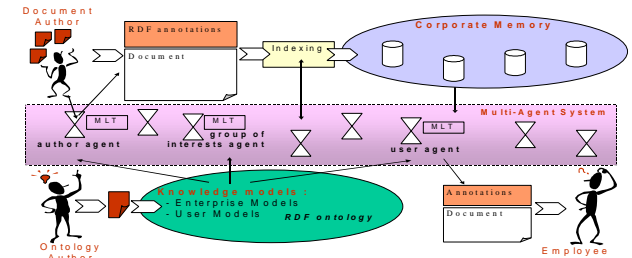 Document
Author
RDF annotations
Document
Indexing
Corporate Memory
Multi-Agent System
MLT
author agent
MLT
group of
interests agent
MLT
user agent
Knowledge models :
- Enterprise Models
- User Models
RDF ontology
Annotations
Document
Ontology
Author
Employee